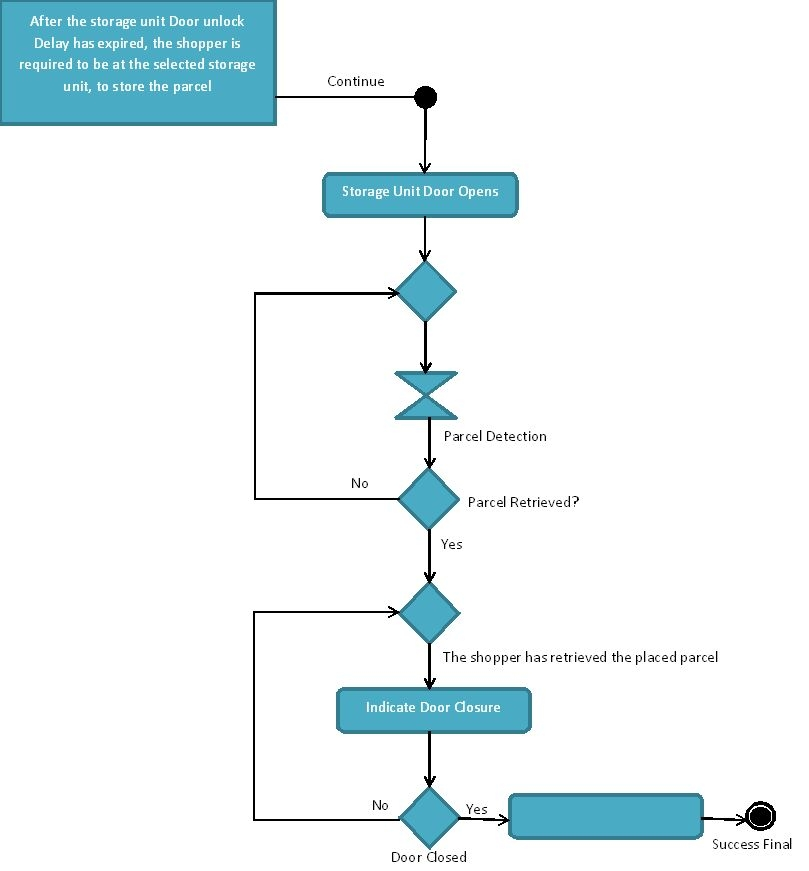 After the storage unit Door unlock
Delay has expired, the shopper is
required to be at the selected storage
unit, to store the parcel
Continue
Storage Unit Door Opens
Parcel Detection
No
Parcel Retrieved?
Yes
The shopper has retrieved the placed parcel
Indicate Door Closure
No
Yes
Door Closed
Success Final